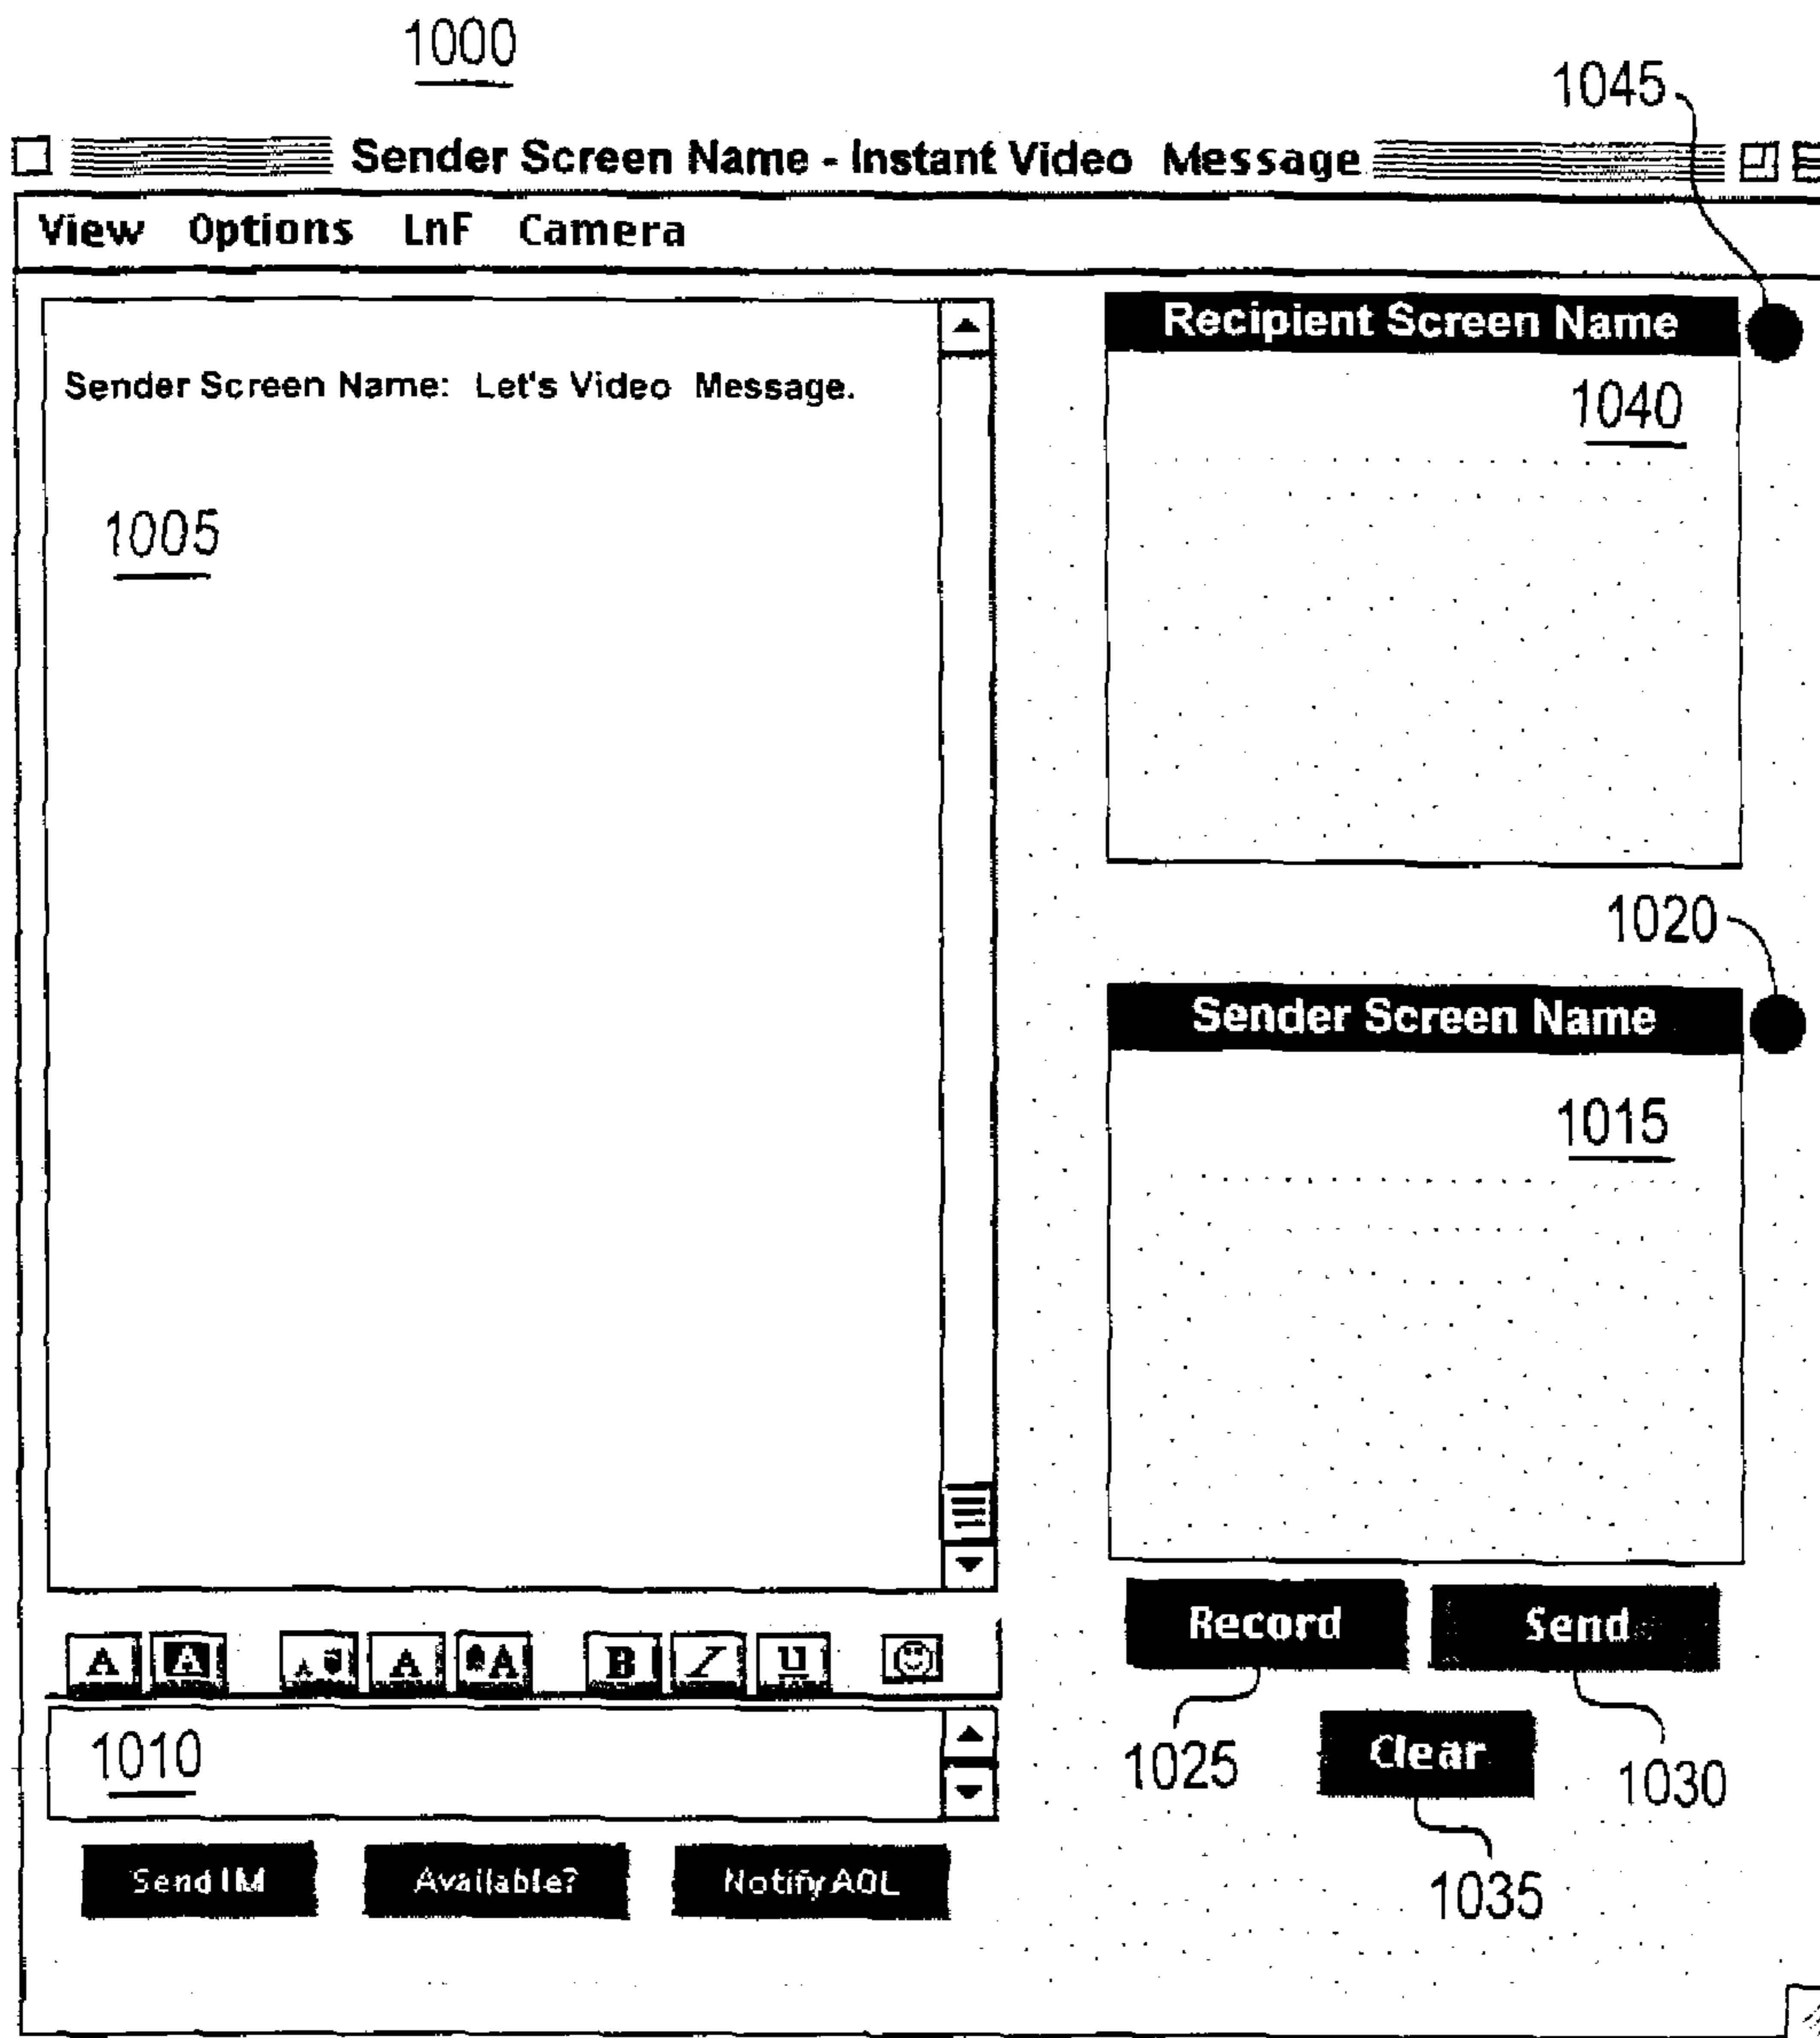 1000
1045
Sender Screen Name - Instant Video Message
View Options LnF Camera
Sender Screen Name: Let's Video Message.
1005
Recipient Screen Name
1040
1020
Sender Screen Name
1015
A A A A A B I U
1010
Send IM Available? Notify AOL
Record Send
1025
Clear
1030
1035